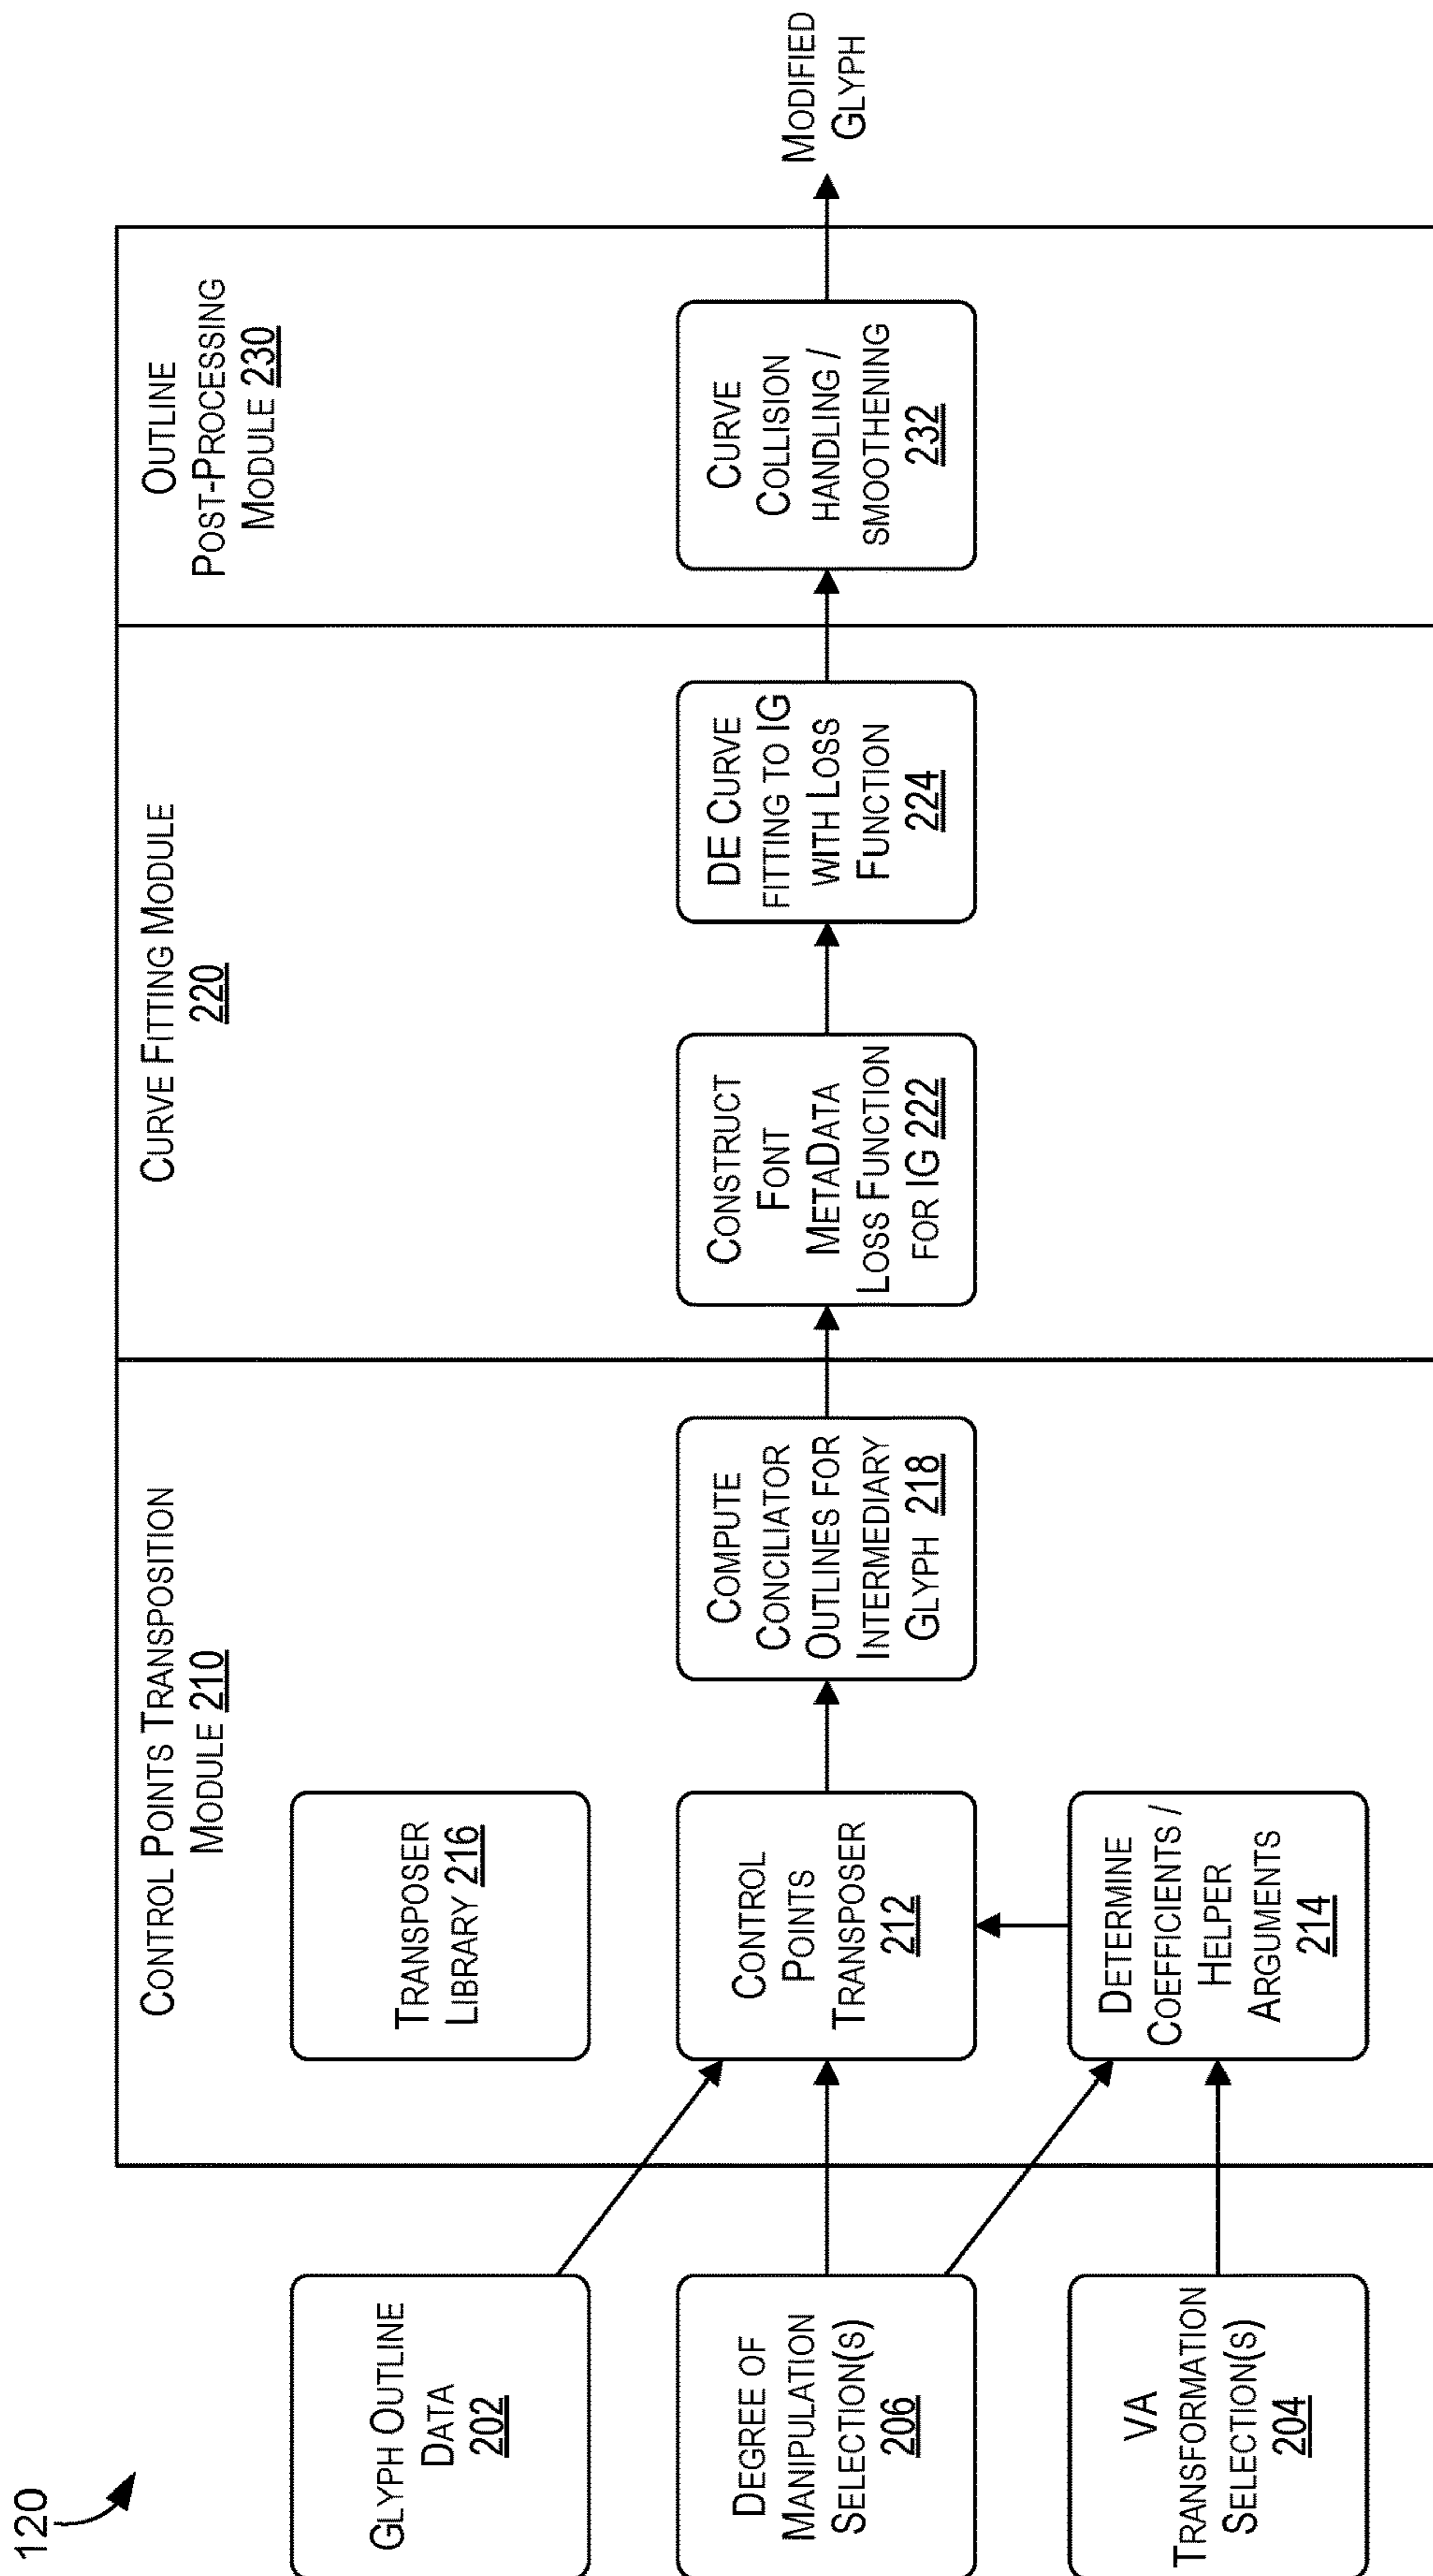 120
GLYPH OUTLINE
DATA
202
DEGREE OF
MANIPULATION
SELECTION(S)
206
VA
TRANSFORMATION
SELECTION(S)
204
CONTROL POINTS TRANSPOSITION
MODULE 210
TRANSPOSER
LIBRARY 216
CONTROL
POINTS
TRANSPOSER
212
DETERMINE
COEFFICIENTS /
HELPER
ARGUMENTS
214
COMPUTE
CONCILIATOR
OUTLINES FOR
INTERMEDIARY
GLYPH 218
CURVE FITTING MODULE
220
CONSTRUCT
FONT
METADATA
LOSS FUNCTION
FOR IG 222
DE CURVE
FITTING TO IG
WITH LOSS
FUNCTION
224
OUTLINE
POST-PROCESSING
MODULE 230
CURVE
COLLISION
HANDLING /
SMOOTHENING
232
MODIFIED
GLYPH